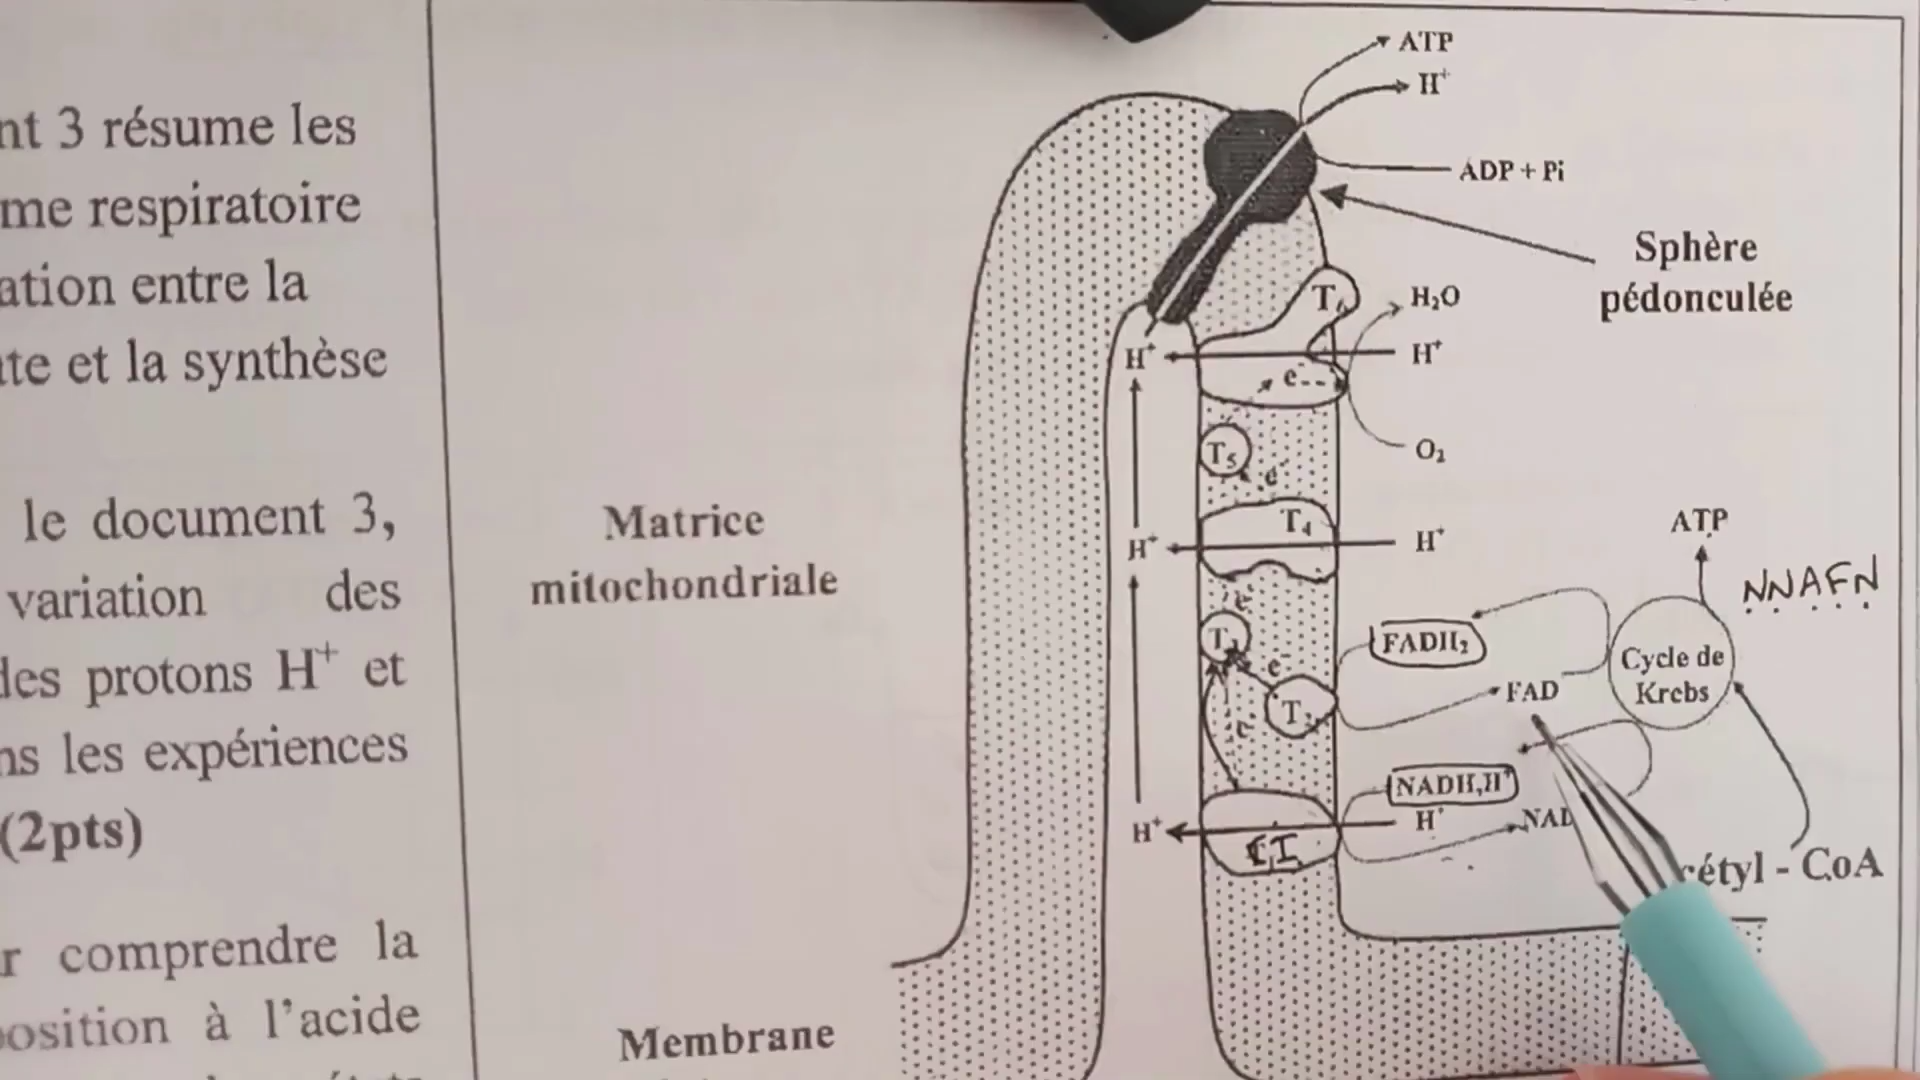 nt 3 résume les
me respiratoire
ation entre la
te et la synthèse
le document 3,
variation des
des protons H⁺ et
ns les expériences
(2pts)
r comprendre la
position à l'acide
Matrice
mitochondriale
Membrane
ATP
H⁺
ADP + Pi
Sphère
pédonculée
T₆
H₂O
H⁺
H⁺
e⁻
O₂
T₅
e⁻
T₄
H⁺
H⁺
ATP
NNAFN
e⁻
T₃
FADH₂
Cycle de
Krebs
e⁻
FAD
T₂
e⁻
NADH,H⁺
H⁺
H⁺
NAD
CI
cétyl - CoA